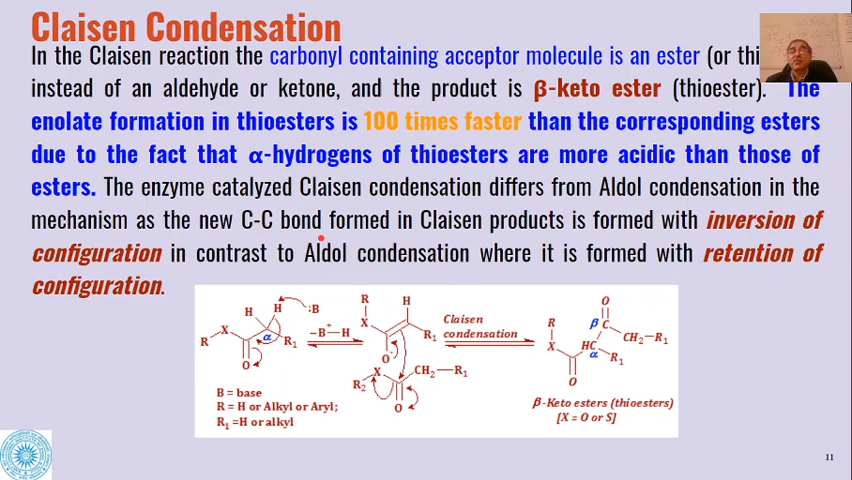 Claisen Condensation
In the Claisen reaction the carbonyl containing acceptor molecule is an ester (or
instead of an aldehyde or ketone, and the product is β-keto ester (thioester). The
enolate formation in thioesters is 100 times faster than the corresponding esters
due to the fact that α-hydrogens of thioesters are more acidic than those of
esters. The enzyme catalyzed Claisen condensation differs from Aldol condensation in the
mechanism as the new C-C bond formed in Claisen products is formed with inversion of
configuration in contrast to Aldol condensation where it is formed with retention of
configuration.
H H :B
R X α R1
O
−B+−H
R H
X R1
O-
R2 X CH2−R1
O
Claisen
condensation
O
R β C
X HC CH2−R1
α R1
O
B = base
R = H or Alkyl or Aryl;
R1 =H or alkyl
β-Keto esters (thioesters)
[X = O or S]
11